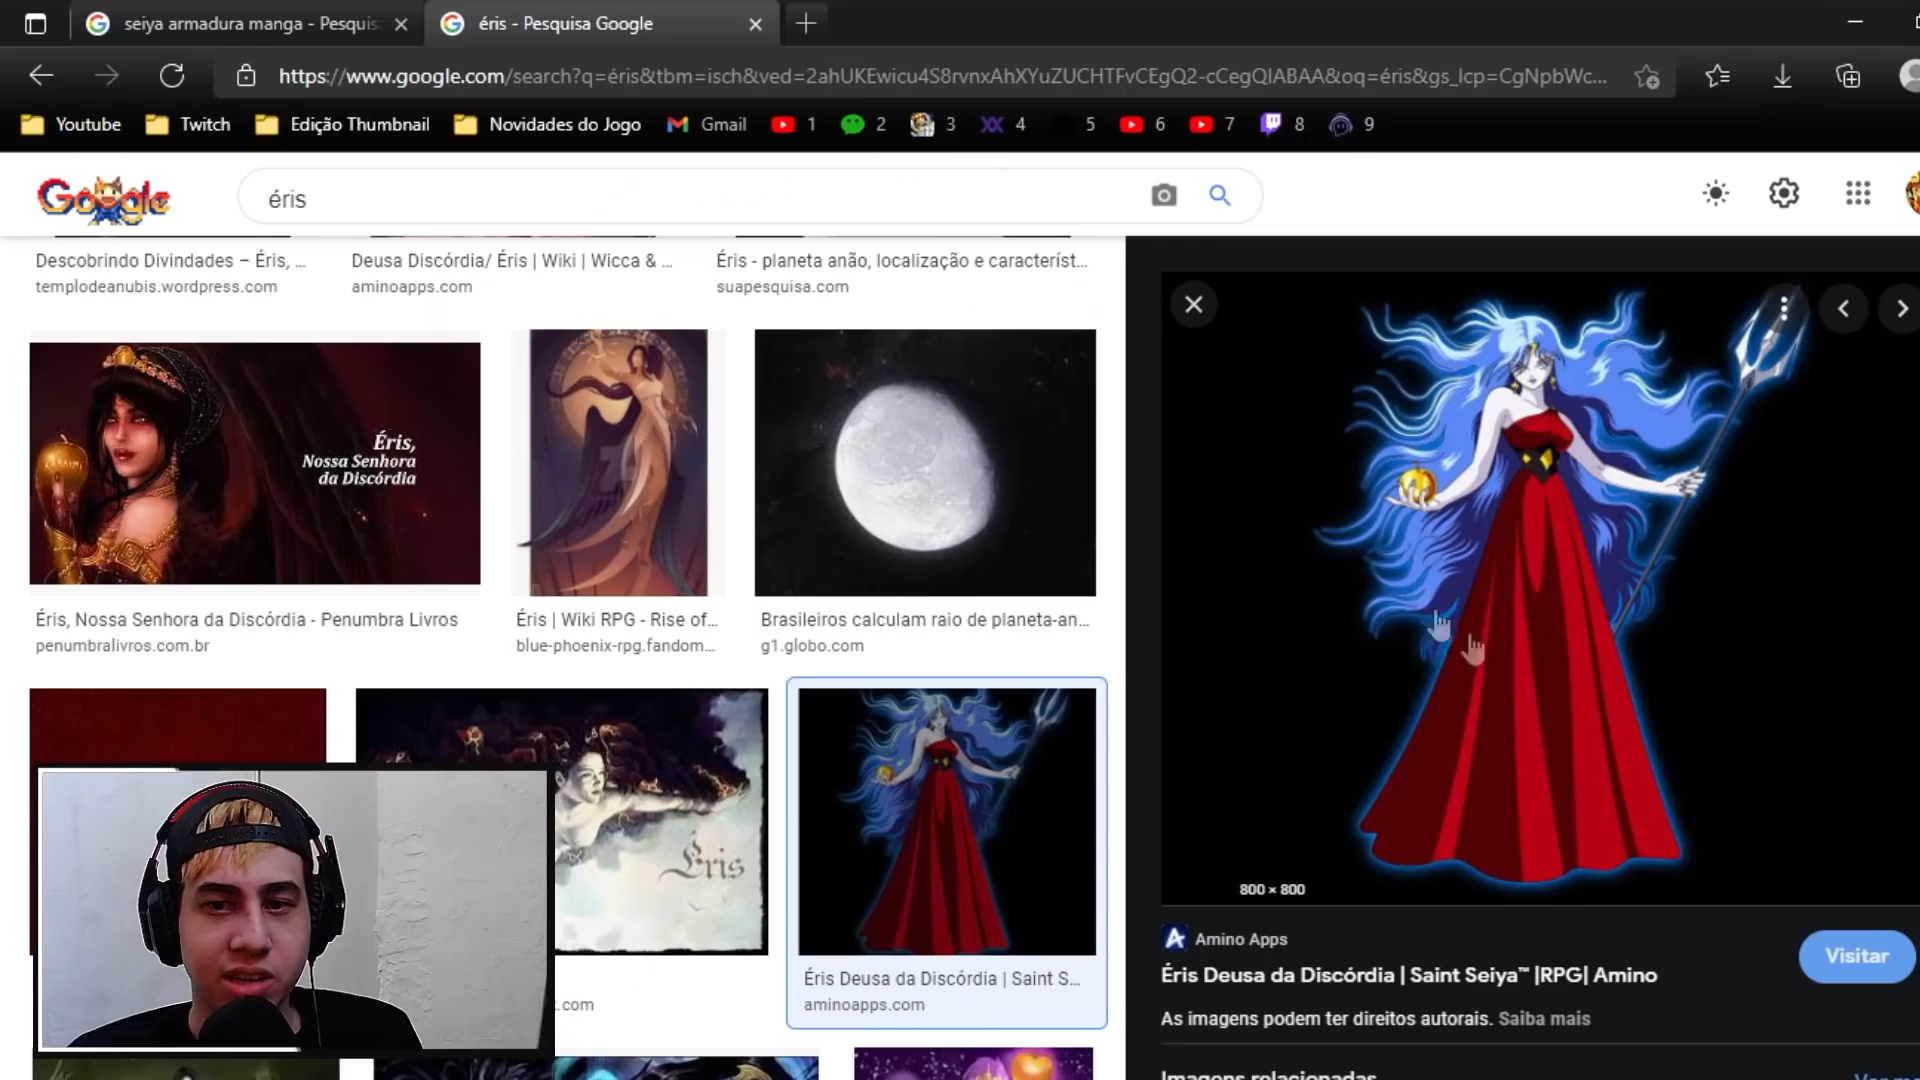 seiya armadura manga - Pesquis
éris - Pesquisa Google
https://www.google.com/search?q=éris&tbm=isch&ved=2ahUKEwicu4S8rvnxAhXYuZUCHTFvCEgQ2-cCegQIABAA&oq=éris&gs_lcp=CgNpbWc...
Youtube
Twitch
Edição Thumbnail
Novidades do Jogo
Gmail
1
2
3
4
5
6
7
8
9
Google
éris
Descobrindo Divindades – Éris, ...
templodeanubis.wordpress.com
Deusa Discórdia/ Éris | Wiki | Wicca & ...
aminoapps.com
Éris - planeta anão, localização e característ...
suapesquisa.com
Éris,
Nossa Senhora
da Discórdia
Éris, Nossa Senhora da Discórdia - Penumbra Livros
penumbralivros.com.br
Éris | Wiki RPG - Rise of...
blue-phoenix-rpg.fandom...
Brasileiros calculam raio de planeta-an...
g1.globo.com
Éris
t.com
Éris Deusa da Discórdia | Saint S...
aminoapps.com
800 × 800
Amino Apps
Éris Deusa da Discórdia | Saint Seiya™ |RPG| Amino
Visitar
As imagens podem ter direitos autorais. Saiba mais
Imagens relacionadas